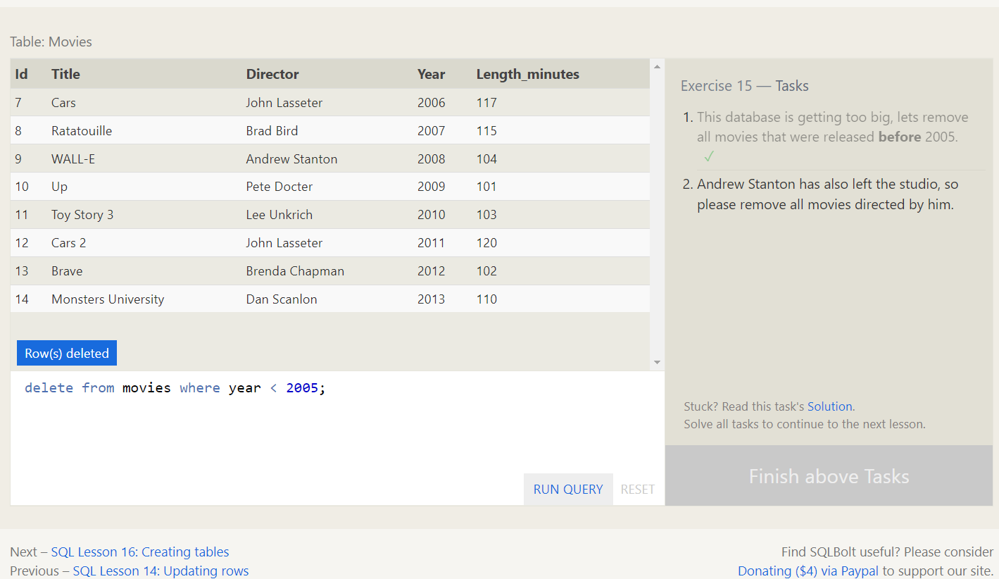 Table: Movies
Id Title Director Year Length_minutes
7 Cars John Lasseter 2006 117
8 Ratatouille Brad Bird 2007 115
9 WALL-E Andrew Stanton 2008 104
10 Up Pete Docter 2009 101
11 Toy Story 3 Lee Unkrich 2010 103
12 Cars 2 John Lasseter 2011 120
13 Brave Brenda Chapman 2012 102
14 Monsters University Dan Scanlon 2013 110
Row(s) deleted
delete from movies where year < 2005;
RUN QUERY RESET
Exercise 15 — Tasks
1. This database is getting too big, lets remove
all movies that were released before 2005.
✓
2. Andrew Stanton has also left the studio, so
please remove all movies directed by him.
Stuck? Read this task's Solution.
Solve all tasks to continue to the next lesson.
Finish above Tasks
Next – SQL Lesson 16: Creating tables
Previous – SQL Lesson 14: Updating rows
Find SQLBolt useful? Please consider
Donating ($4) via Paypal to support our site.